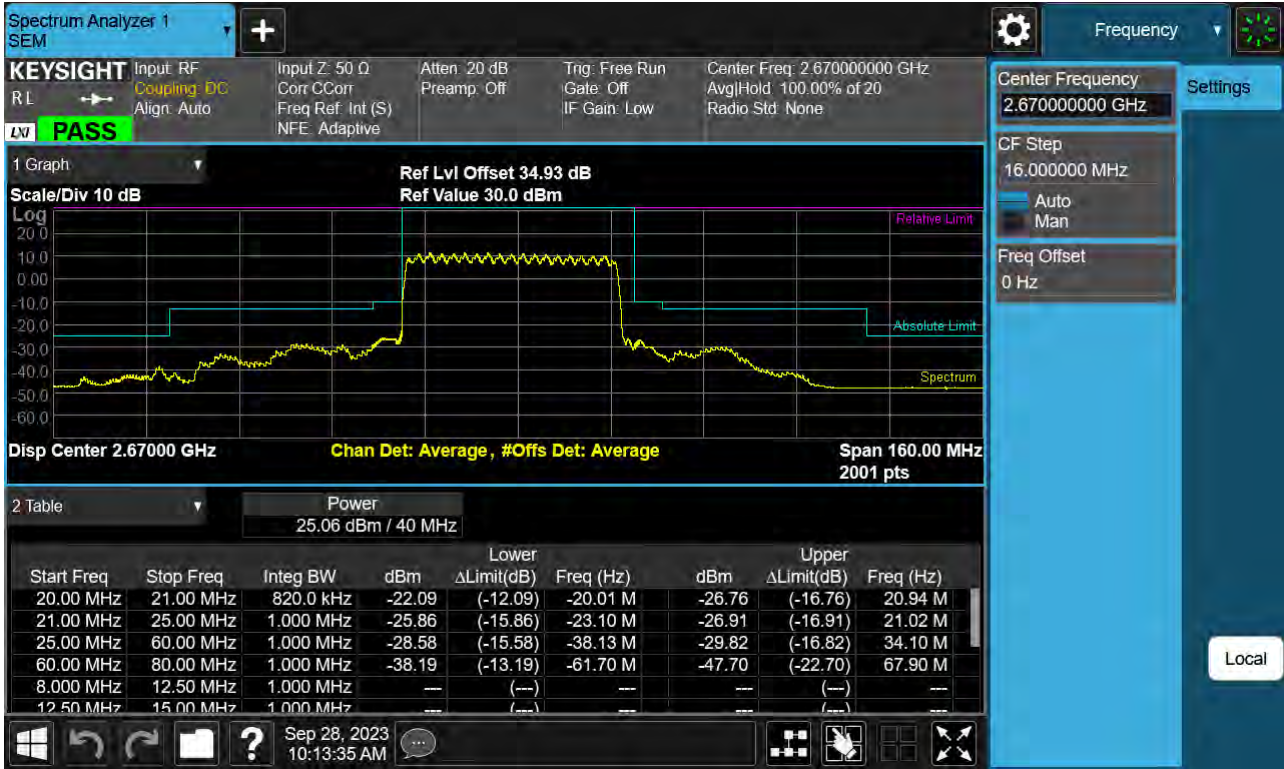 Spectrum Analyzer 1
SEM
Frequency
KEYSIGHT
R L
LXI
PASS
Input: RF
Coupling: DC
Align: Auto
Input Z: 50 Ω
Corr CCorr
Freq Ref: Int (S)
NFE: Adaptive
Atten: 20 dB
Preamp: Off
Trig: Free Run
Gate: Off
IF Gain: Low
Center Freq: 2.670000000 GHz
Avg|Hold: 100.00% of 20
Radio Std: None
Center Frequency
2.670000000 GHz
Settings
CF Step
16.000000 MHz
Auto
Man
Freq Offset
0 Hz
1 Graph
Scale/Div 10 dB
Ref Lvl Offset 34.93 dB
Ref Value 30.0 dBm
Log
20.0
10.0
0.00
-10.0
-20.0
-30.0
-40.0
-50.0
-60.0
Relative Limit
Absolute Limit
Spectrum
Disp Center 2.67000 GHz
Chan Det: Average , #Offs Det: Average
Span 160.00 MHz
2001 pts
2 Table
Power
25.06 dBm / 40 MHz
Lower Upper
Start Freq Stop Freq Integ BW dBm ΔLimit(dB) Freq (Hz) dBm ΔLimit(dB) Freq (Hz)
20.00 MHz 21.00 MHz 820.0 kHz -22.09 (-12.09) -20.01 M -26.76 (-16.76) 20.94 M
21.00 MHz 25.00 MHz 1.000 MHz -25.86 (-15.86) -23.10 M -26.91 (-16.91) 21.02 M
25.00 MHz 60.00 MHz 1.000 MHz -28.58 (-15.58) -38.13 M -29.82 (-16.82) 34.10 M
60.00 MHz 80.00 MHz 1.000 MHz -38.19 (-13.19) -61.70 M -47.70 (-22.70) 67.90 M
8.000 MHz 12.50 MHz 1.000 MHz --- (---) --- --- (---) ---
12.50 MHz 15.00 MHz 1.000 MHz --- (---) --- --- (---) ---
Local
Sep 28, 2023
10:13:35 AM